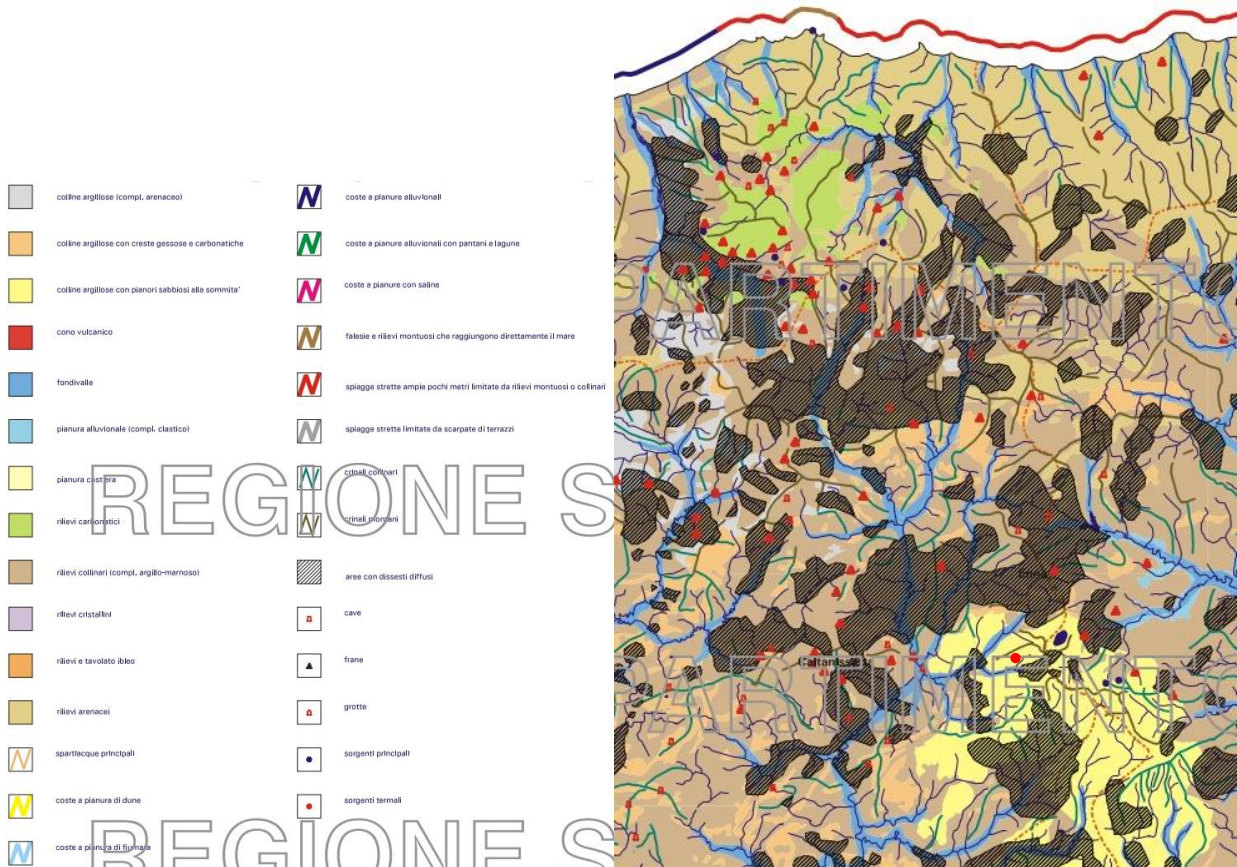 colline argillose (compl. arenaceo)
colline argillose con creste gessose e carbonatiche
colline argillose con pianori sabbiosi alla sommita'
cono vulcanico
fondivalle
pianura alluvionale (compl. clastico)
pianura costiera
rilievi carbonatici
rilievi collinari (compl. argillo-marnoso)
rilievi cristallini
rilievi e tavolato ibleo
rilievi arenacei
spartiacque principali
coste a pianura di dune
coste a pianura di fiumara
coste a pianure alluvionali
coste a pianure alluvionali con pantani e lagune
coste a pianure con saline
falesie e rilievi montuosi che raggiungono direttamente il mare
spiagge strette ampie pochi metri limitate da rilievi montuosi o collinari
spiagge strette limitate da scarpate di terrazzi
crinali collinari
crinali montani
aree con dissesti diffusi
cave
frane
grotte
sorgenti principali
sorgenti termali
REGIONE S
REGIONE S
PARTIMENTO
Enna
Caltanissetta
PARTIMENTO